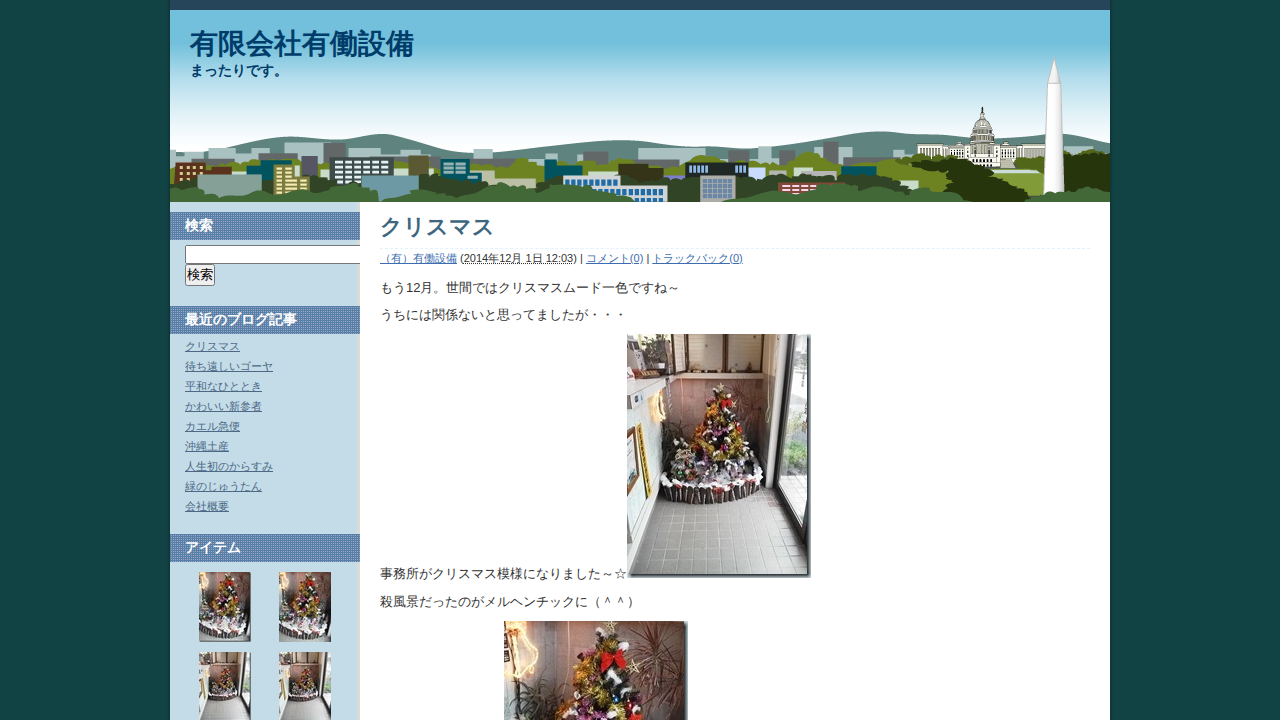 有限会社有働設備
まったりです。
検索
検索
最近のブログ記事
クリスマス
待ち遠しいゴーヤ
平和なひととき
かわいい新参者
カエル急便
沖縄土産
人生初のからすみ
緑のじゅうたん
会社概要
アイテム
クリスマス
（有）有働設備 (2014年12月 1日 12:03) | コメント(0) | トラックバック(0)
もう12月。世間ではクリスマスムード一色ですね～
うちには関係ないと思ってましたが・・・
事務所がクリスマス模様になりました～☆
殺風景だったのがメルヘンチックに（＾＾）